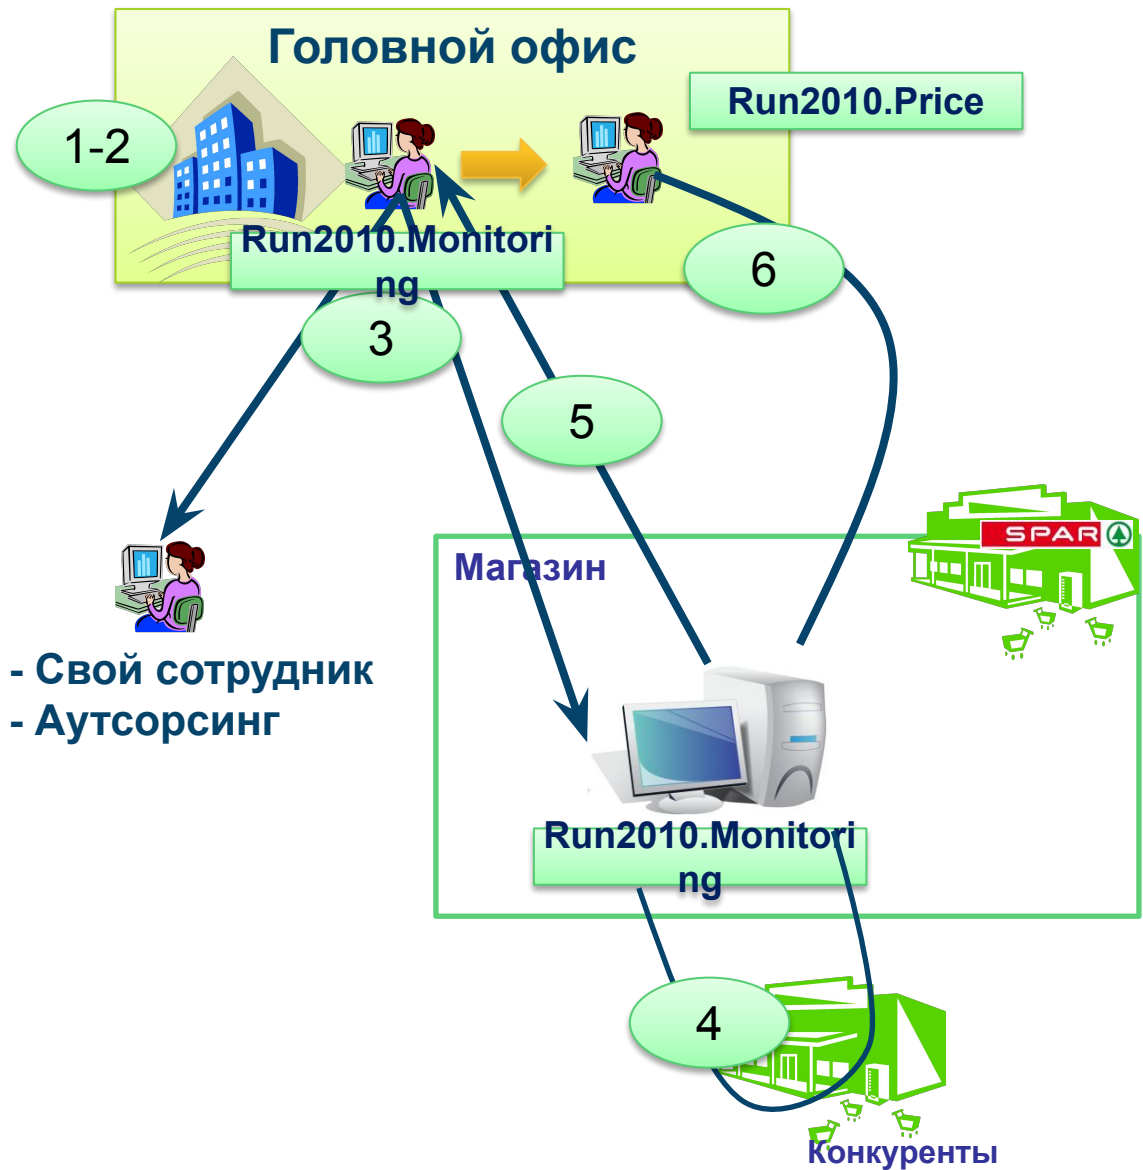 Головной офис
Run2010.Price
1-2
Run2010.Monitori
ng
6
3
5
SPAR
Магазин
- Свой сотрудник
- Аутсорсинг
Run2010.Monitori
ng
4
Конкуренты